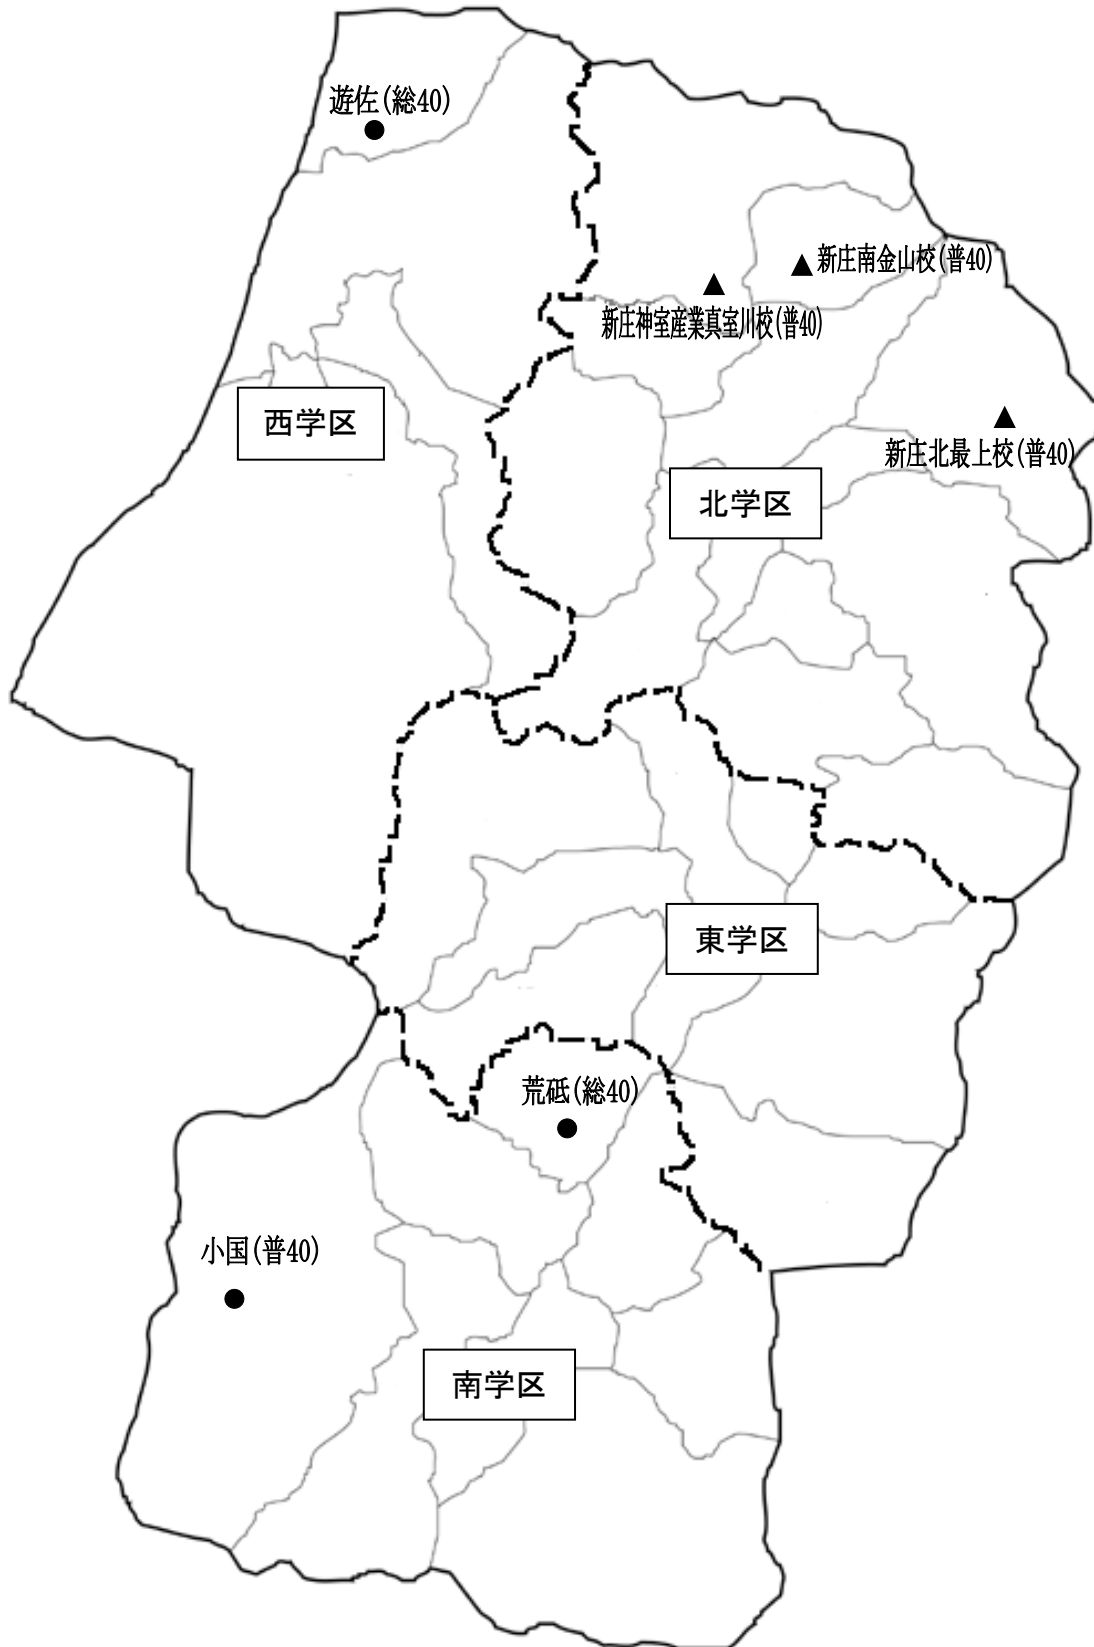 遊佐(総40)
新庄南金山校(普40)
新庄神室産業真室川校(普40)
西学区
新庄北最上校(普40)
北学区
東学区
荒砥(総40)
小国(普40)
南学区